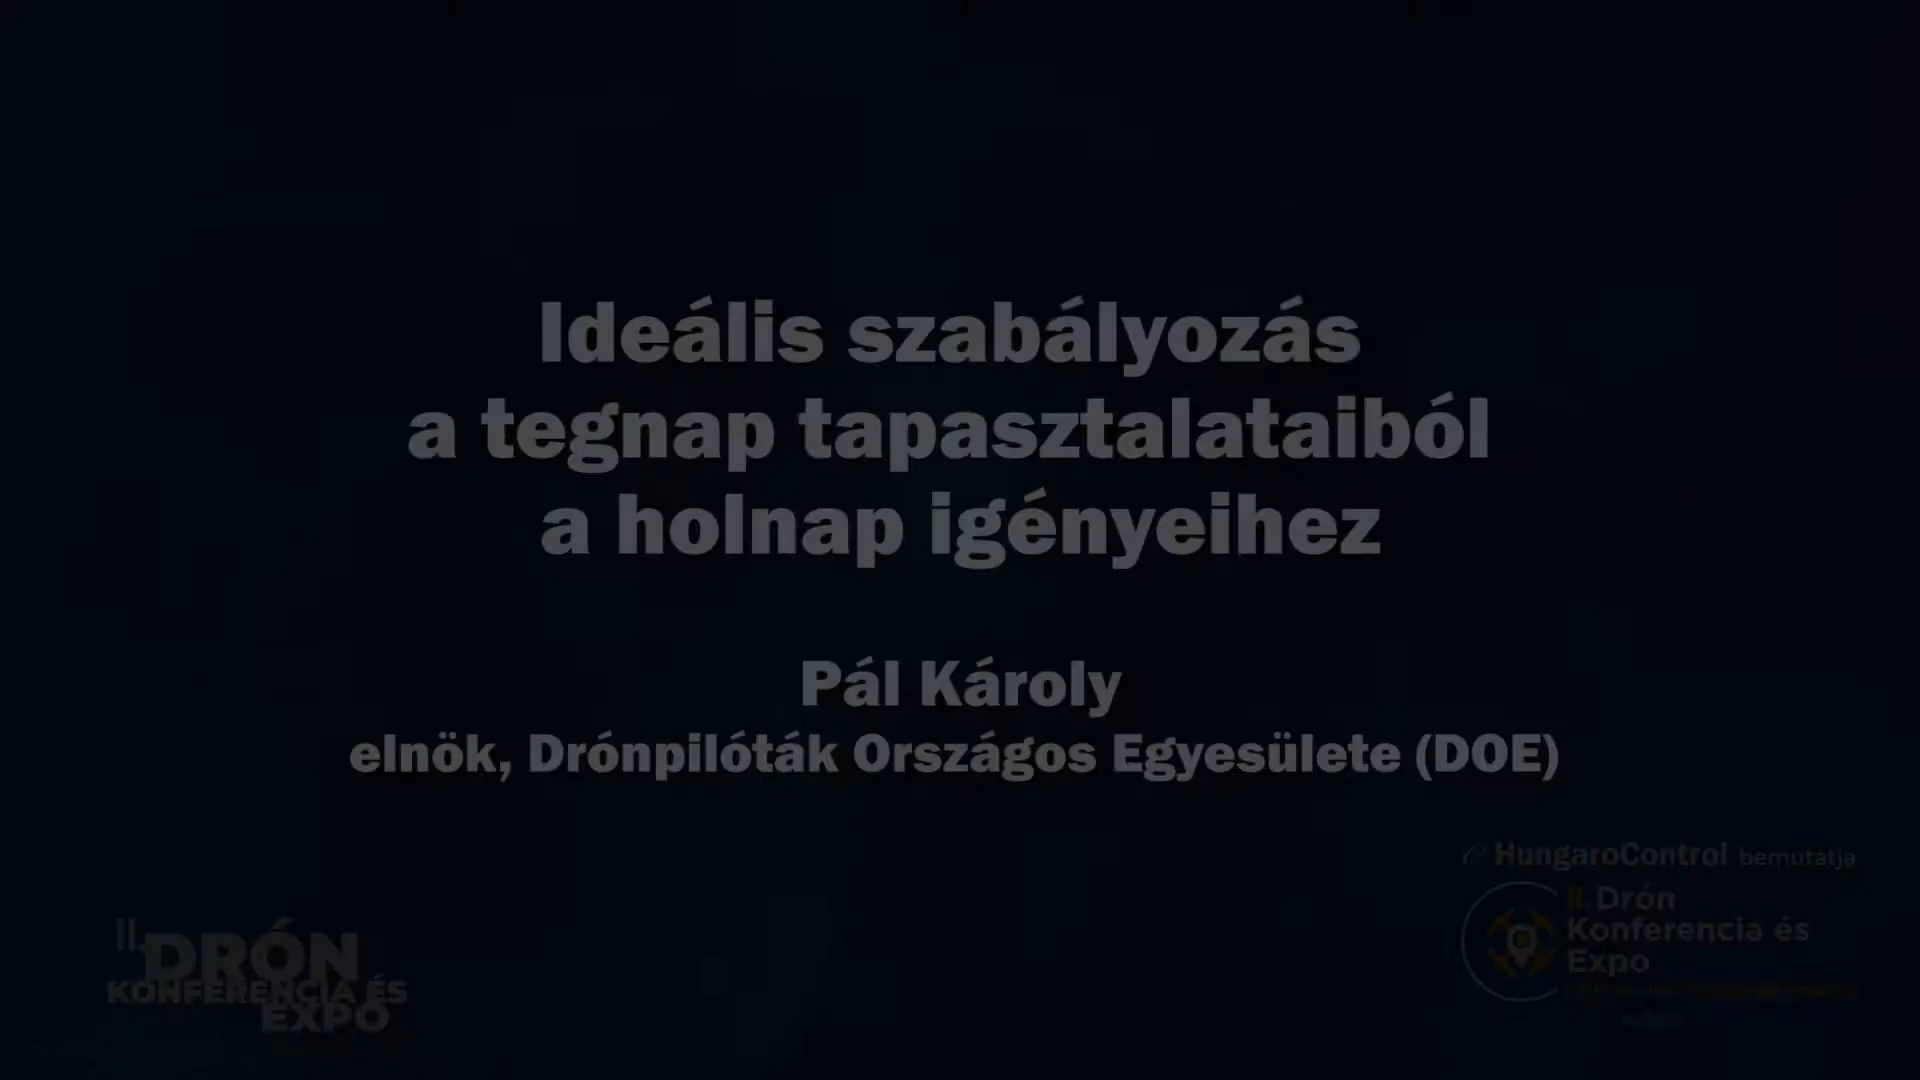 Ideális szabályozás
a tegnap tapasztalataiból
a holnap igényeihez
Pál Károly
elnök, Drónpilóták Országos Egyesülete (DOE)
HungaroControl bemutatja
II. Drón
Konferencia és
Expo
II. DRÓN
KONFERENCIA ÉS
EXPO